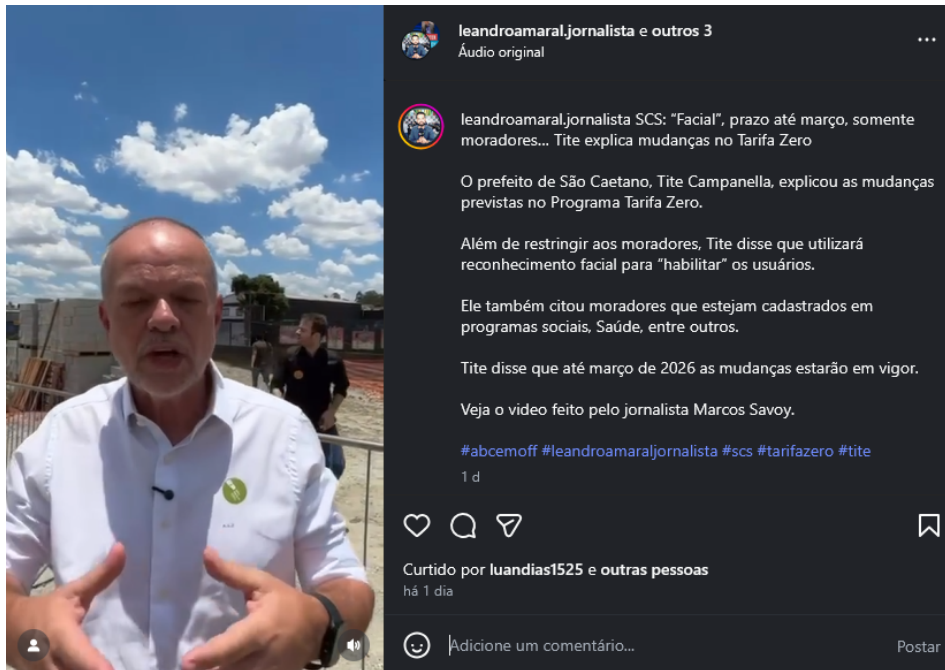 leandroamaral.jornalista e outros 3
Áudio original
leandroamaral.jornalista SCS: “Facial”, prazo até março, somente
moradores... Tite explica mudanças no Tarifa Zero
O prefeito de São Caetano, Tite Campanella, explicou as mudanças
previstas no Programa Tarifa Zero.
Além de restringir aos moradores, Tite disse que utilizará
reconhecimento facial para “habilitar” os usuários.
Ele também citou moradores que estejam cadastrados em
programas sociais, Saúde, entre outros.
Tite disse que até março de 2026 as mudanças estarão em vigor.
Veja o video feito pelo jornalista Marcos Savoy.
#abcemoff #leandroamaraljornalista #scs #tarifazero #tite
1 d
Curtido por luandias1525 e outras pessoas
há 1 dia
Adicione um comentário...
Postar